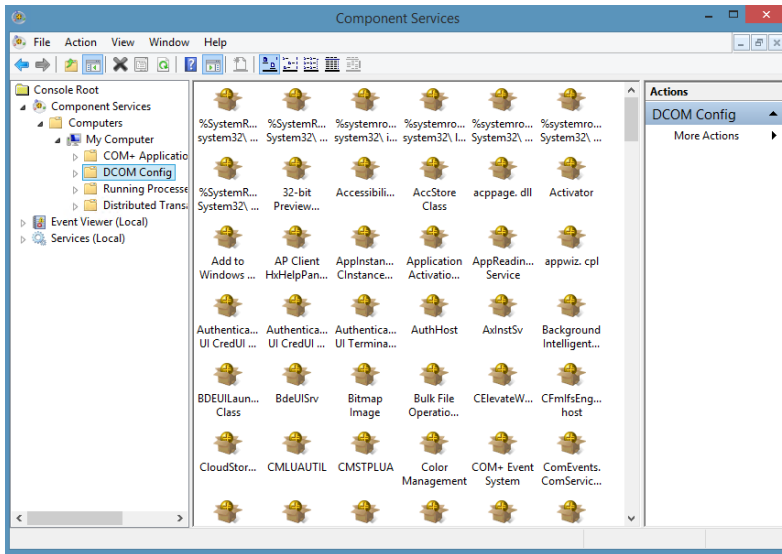 Component Services
File Action View Window Help
Console Root
Component Services
Computers
My Computer
COM+ Applicatio
DCOM Config
Running Processe
Distributed Trans
Event Viewer (Local)
Services (Local)
%SystemR... %SystemR... %systemro... %systemro... %systemro... %systemro...
system32\ ... System32\ ... system32\ i... system32\ l... System32\ ... System32\ ...
%SystemR... 32-bit Accessibili... AccStore acppage. dll Activator
System32\ ... Preview... Class
Add to AP Client AppInstan... Application AppReadin... appwiz. cpl
Windows ... HxHelpPan... CInstance... Activatio... Service
Authentica... Authentica... Authentica... AuthHost AxInstSv Background
UI CredUI ... UI CredUI ... UI Termina... Intelligent...
BDEUILaun... BdeUISrv Bitmap Bulk File CElevateW... CFmIfsEng...
Class Image Operatio... host
CloudStor... CMLUAUTIL CMSTPLUA Color COM+ Event ComEvents.
Management System ComServic...
Actions
DCOM Config
More Actions